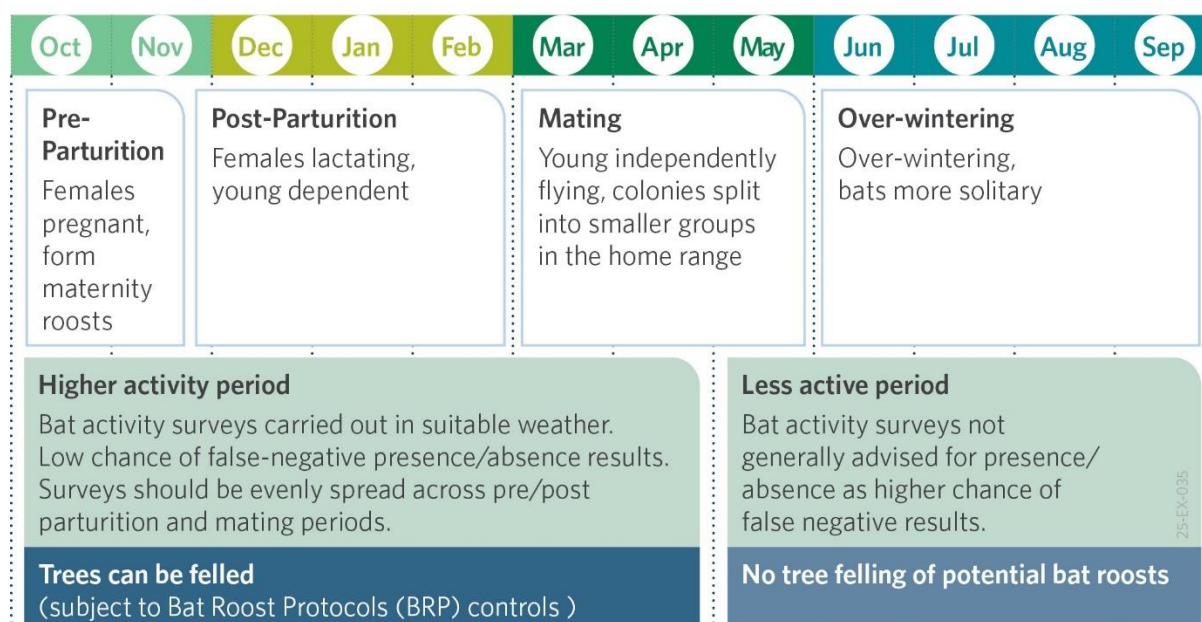 Oct Nov Dec Jan Feb Mar Apr May Jun Jul Aug Sep
Pre-
Parturition
Females
pregnant,
form
maternity
roosts
Post-Parturition
Females lactating,
young dependent
Mating
Young independently
flying, colonies split
into smaller groups
in the home range
Over-wintering
Over-wintering,
bats more solitary
Higher activity period
Bat activity surveys carried out in suitable weather.
Low chance of false-negative presence/absence results.
Surveys should be evenly spread across pre/post
parturition and mating periods.
Less active period
Bat activity surveys not
generally advised for presence/
absence as higher chance of
false negative results.
25-EX-035
Trees can be felled
(subject to Bat Roost Protocols (BRP) controls )
No tree felling of potential bat roosts